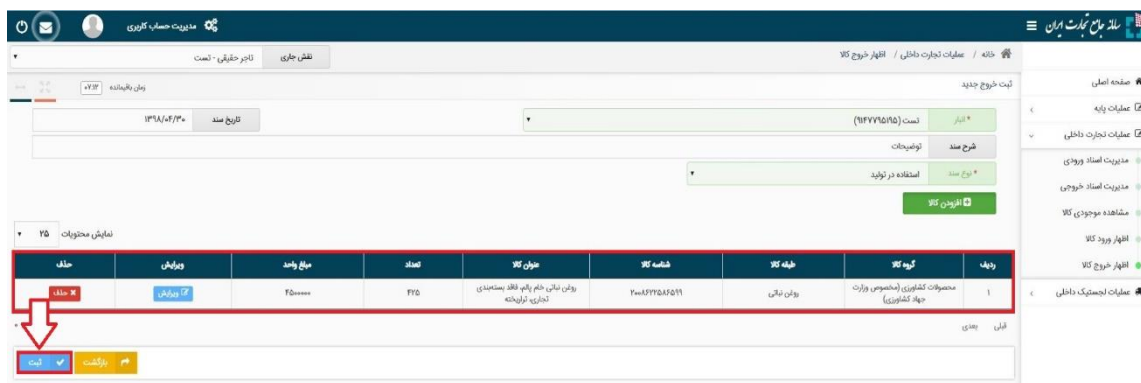 سامانه جامع تجارت ایران
مدیریت حساب کاربری
خانه / عملیات تجارت داخلی / اظهار خروج کالا
نقش جاری
تاجر حقیقی - تست
ثبت خروج جدید
زمان باقیمانده ۰۷:۱۲
صفحه اصلی
عملیات پایه
عملیات تجارت داخلی
مدیریت اسناد ورودی
مدیریت اسناد خروجی
مشاهده موجودی کالا
اظهار ورود کالا
اظهار خروج کالا
عملیات لجستیک داخلی
* انبار
تست (۹۱۴۷۷۹۵۱۹۵)
تاریخ سند
۱۳۹۸/۰۶/۳۰
شرح سند
توضیحات
* نوع سند
استفاده در تولید
افزودن کالا
نمایش محتویات ۲۵
ردیف گروه کالا طبقه کالا شناسه کالا عنوان کالا تعداد مبلغ واحد ویرایش حذف
۱
محصولات کشاورزی (مخصوص وزارت
جهاد کشاورزی)
روغن نباتی
۲۰۰۸۶۲۲۵۸۶۵۹۹
روغن نباتی خام پالم، فاقد بسته‌بندی
تجاری، تراریخته
۴۲۵
۴۵۰۰۰۰۰
ویرایش
حذف
قبلی بعدی
بازگشت
ثبت